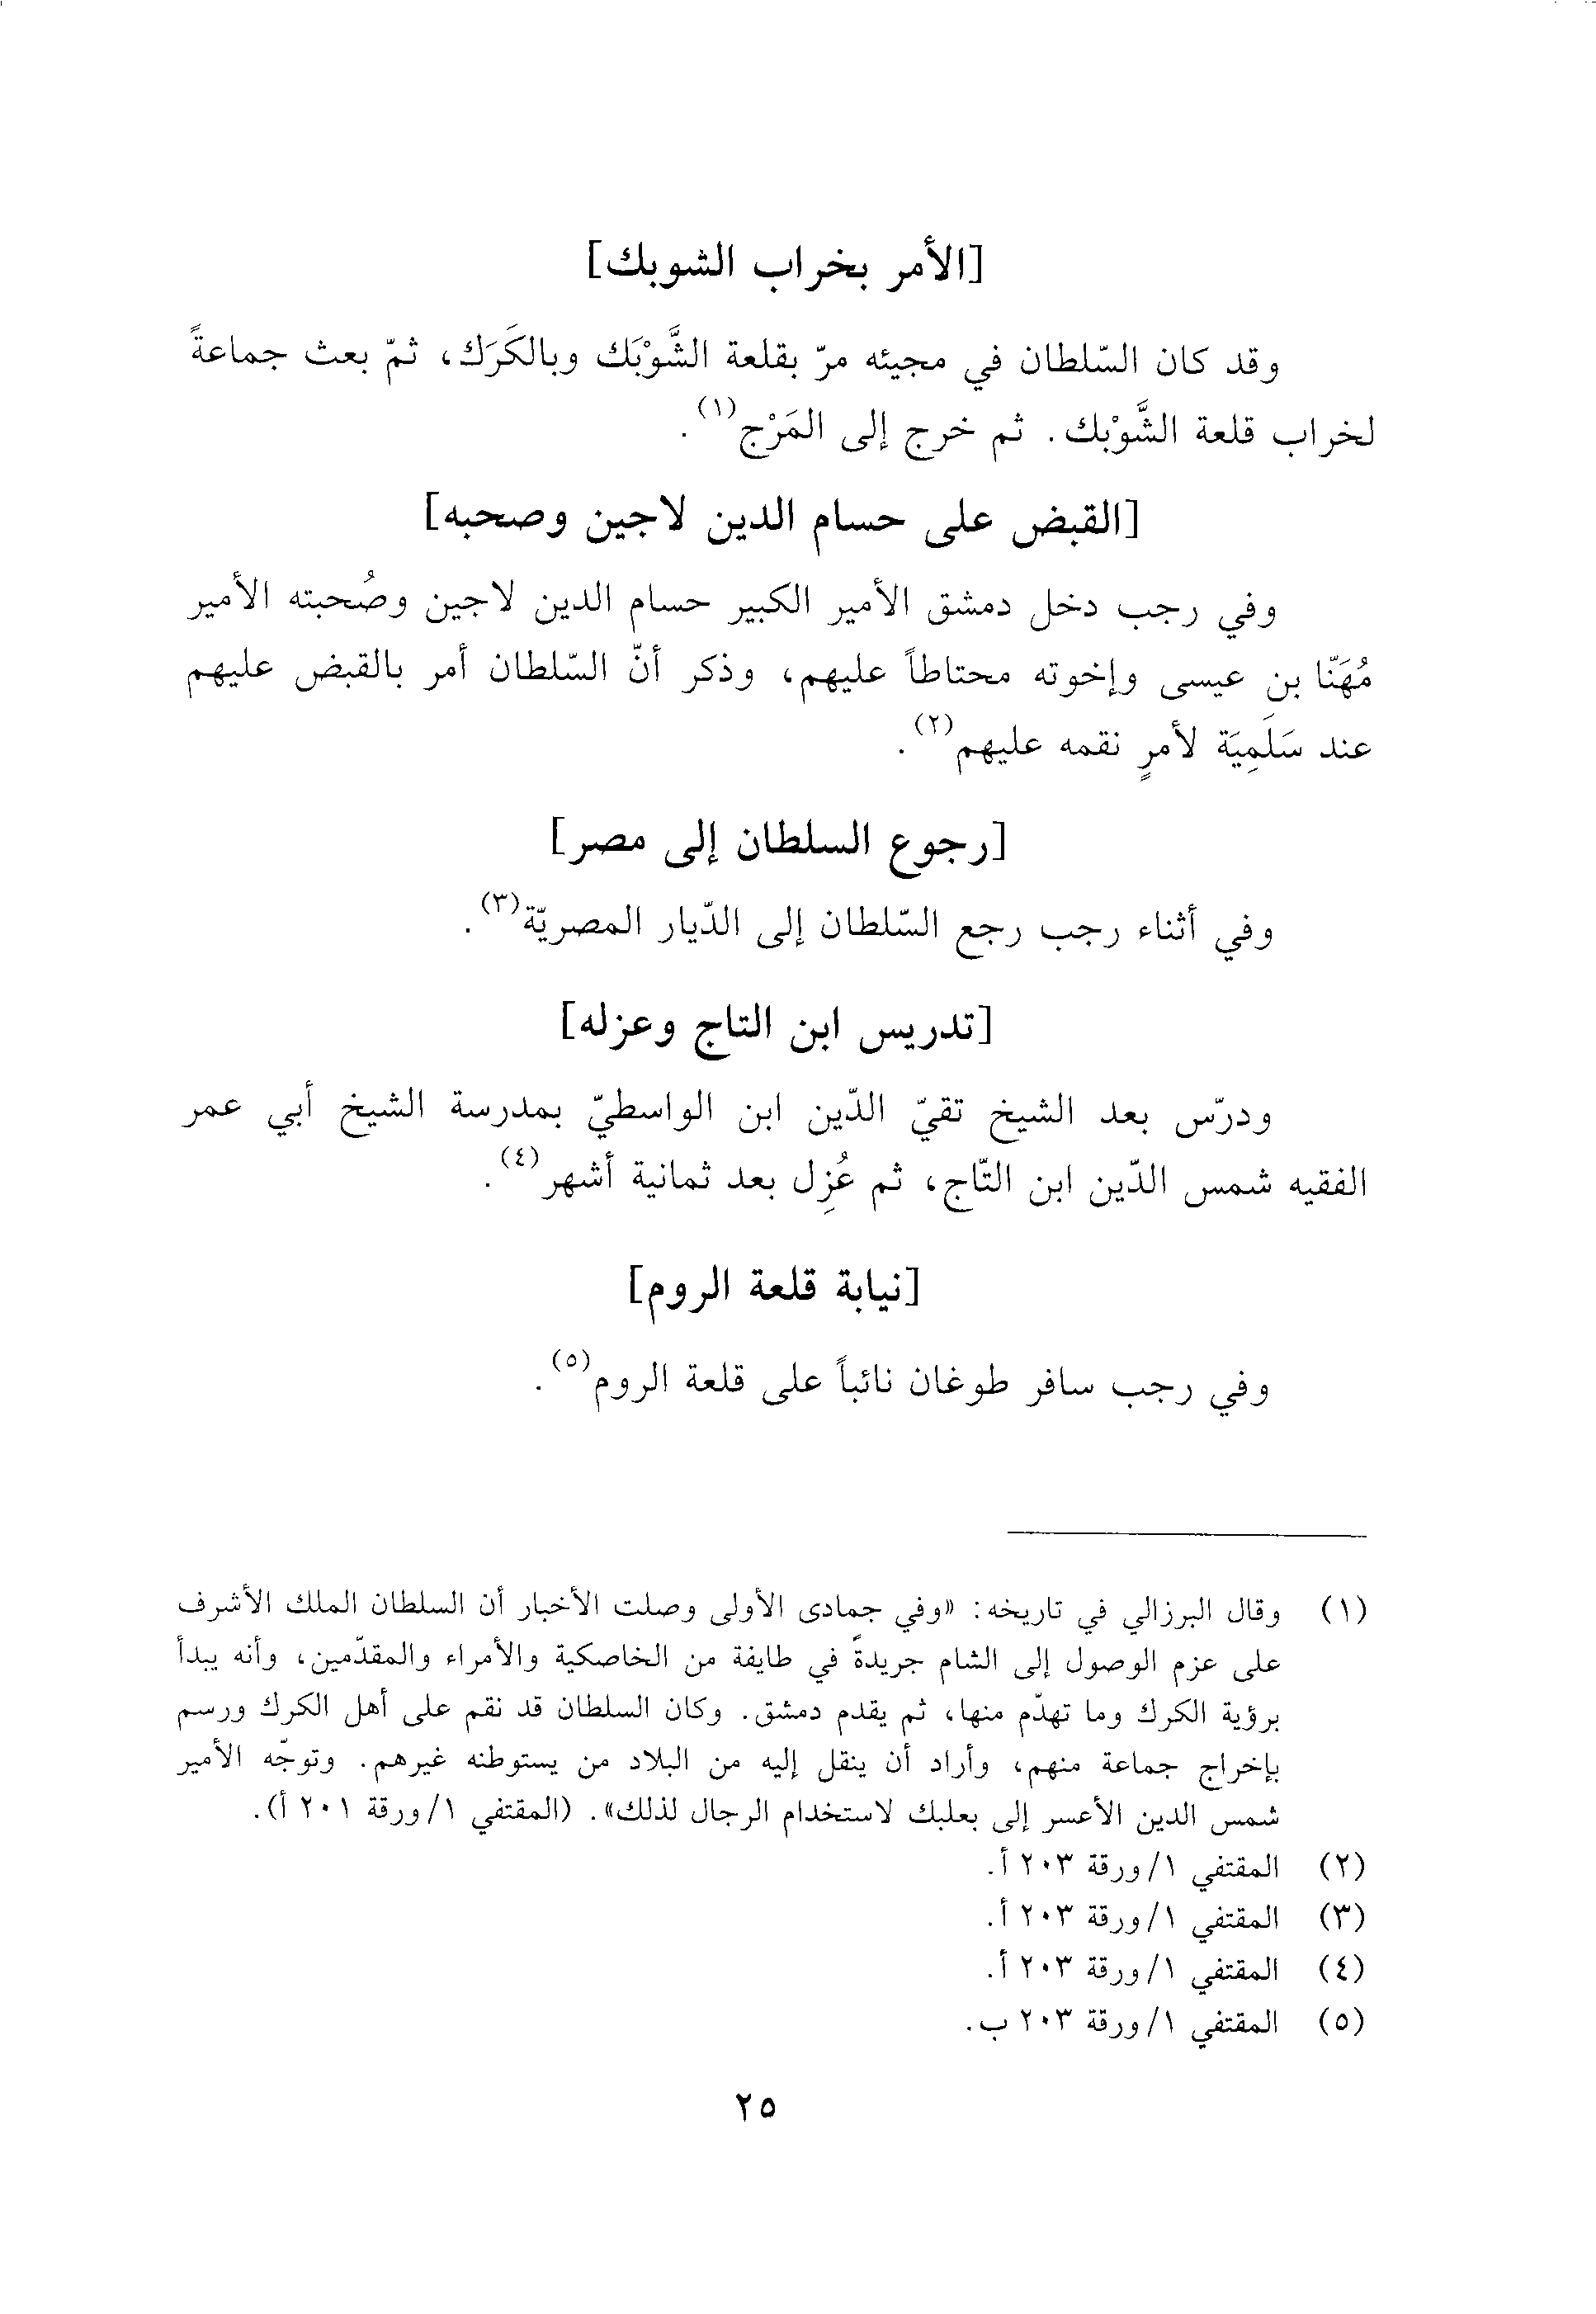 [الأمر بخراب الشوبك]
وقد كان السّلطان في مجيئه مرّ بقلعة الشَّوْبَك وبالكَرَك، ثمّ بعث جماعةً
لخراب قلعة الشَّوْبك. ثم خرج إلى المَرْج(١).
[القبض على حسام الدين لاجين وصحبه]
وفي رجب دخل دمشق الأمير الكبير حسام الدين لاجين وصُحبته الأمير
مُهَنّا بن عيسى وإخوته محتاطاً عليهم، وذكر أنّ السّلطان أمر بالقبض عليهم
عند سَلَمِيَة لأمرٍ نقمه عليهم(٢).
[رجوع السلطان إلى مصر]
وفي أثناء رجب رجع السّلطان إلى الدّيار المصريّة(٣).
[تدريس ابن التاج وعزله]
ودرّس بعد الشيخ تقيّ الدّين ابن الواسطيّ بمدرسة الشيخ أبي عمر
الفقيه شمس الدّين ابن التّاج، ثم عُزِل بعد ثمانية أشهر(٤).
[نيابة قلعة الروم]
وفي رجب سافر طوغان نائباً على قلعة الروم(٥).
(١) وقال البرزالي في تاريخه: «وفي جمادى الأولى وصلت الأخبار أن السلطان الملك الأشرف
على عزم الوصول إلى الشام جريدةً في طايفة من الخاصكية والأمراء والمقدّمين، وأنه يبدأ
برؤية الكرك وما تهدّم منها، ثم يقدم دمشق. وكان السلطان قد نقم على أهل الكرك ورسم
بإخراج جماعة منهم، وأراد أن ينقل إليه من البلاد من يستوطنه غيرهم. وتوجّه الأمير
شمس الدين الأعسر إلى بعلبك لاستخدام الرجال لذلك». (المقتفي ١/ورقة ٢٠١ أ).
(٢) المقتفي ١/ورقة ٢٠٣ أ.
(٣) المقتفي ١/ورقة ٢٠٣ أ.
(٤) المقتفي ١/ورقة ٢٠٣ أ.
(٥) المقتفي ١/ورقة ٢٠٣ ب.
٢٥